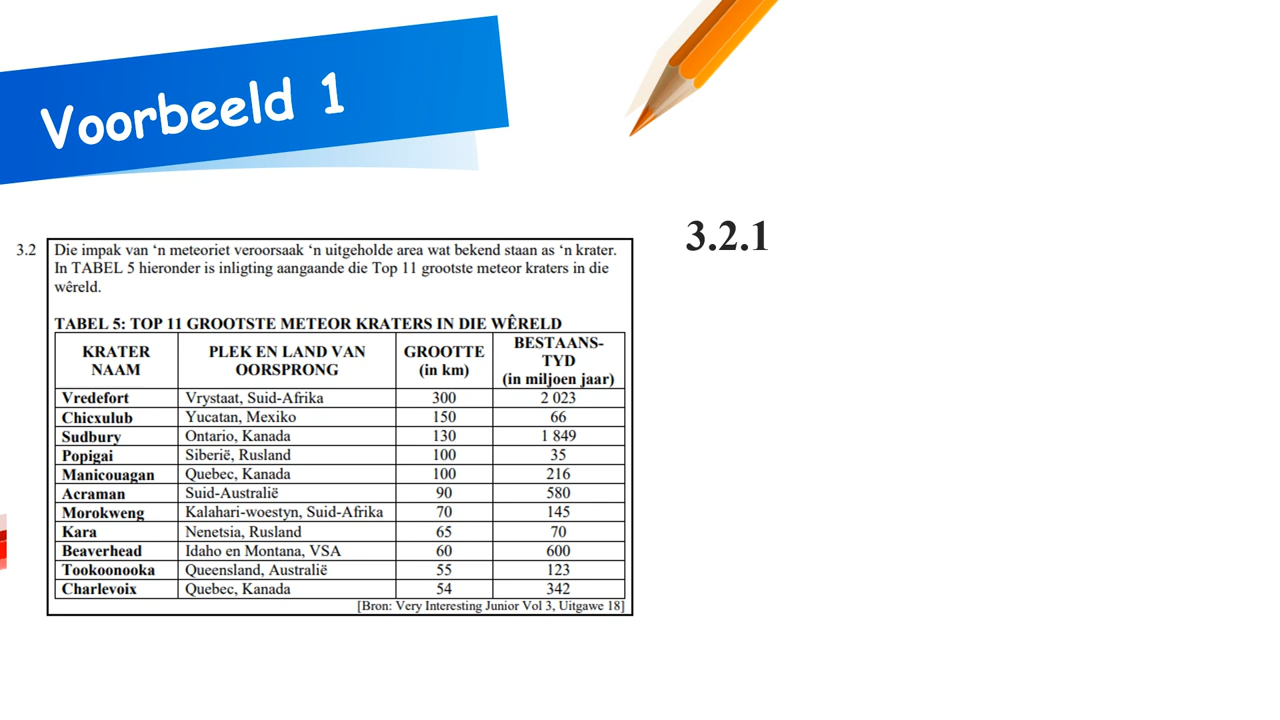 Voorbeeld 1
3.2.1
3.2 Die impak van ‘n meteoriet veroorsaak ‘n uitgeholde area wat bekend staan as ‘n krater.
In TABEL 5 hieronder is inligting aangaande die Top 11 grootste meteor kraters in die
wêreld.
TABEL 5: TOP 11 GROOTSTE METEOR KRATERS IN DIE WÊRELD
KRATER NAAM PLEK EN LAND VAN OORSPRONG GROOTTE (in km) BESTAANS-TYD (in miljoen jaar)
Vredefort Vrystaat, Suid-Afrika 300 2 023
Chicxulub Yucatan, Mexiko 150 66
Sudbury Ontario, Kanada 130 1 849
Popigai Siberië, Rusland 100 35
Manicouagan Quebec, Kanada 100 216
Acraman Suid-Australië 90 580
Morokweng Kalahari-woestyn, Suid-Afrika 70 145
Kara Nenetsia, Rusland 65 70
Beaverhead Idaho en Montana, VSA 60 600
Tookoonooka Queensland, Australië 55 123
Charlevoix Quebec, Kanada 54 342
[Bron: Very Interesting Junior Vol 3, Uitgawe 18]